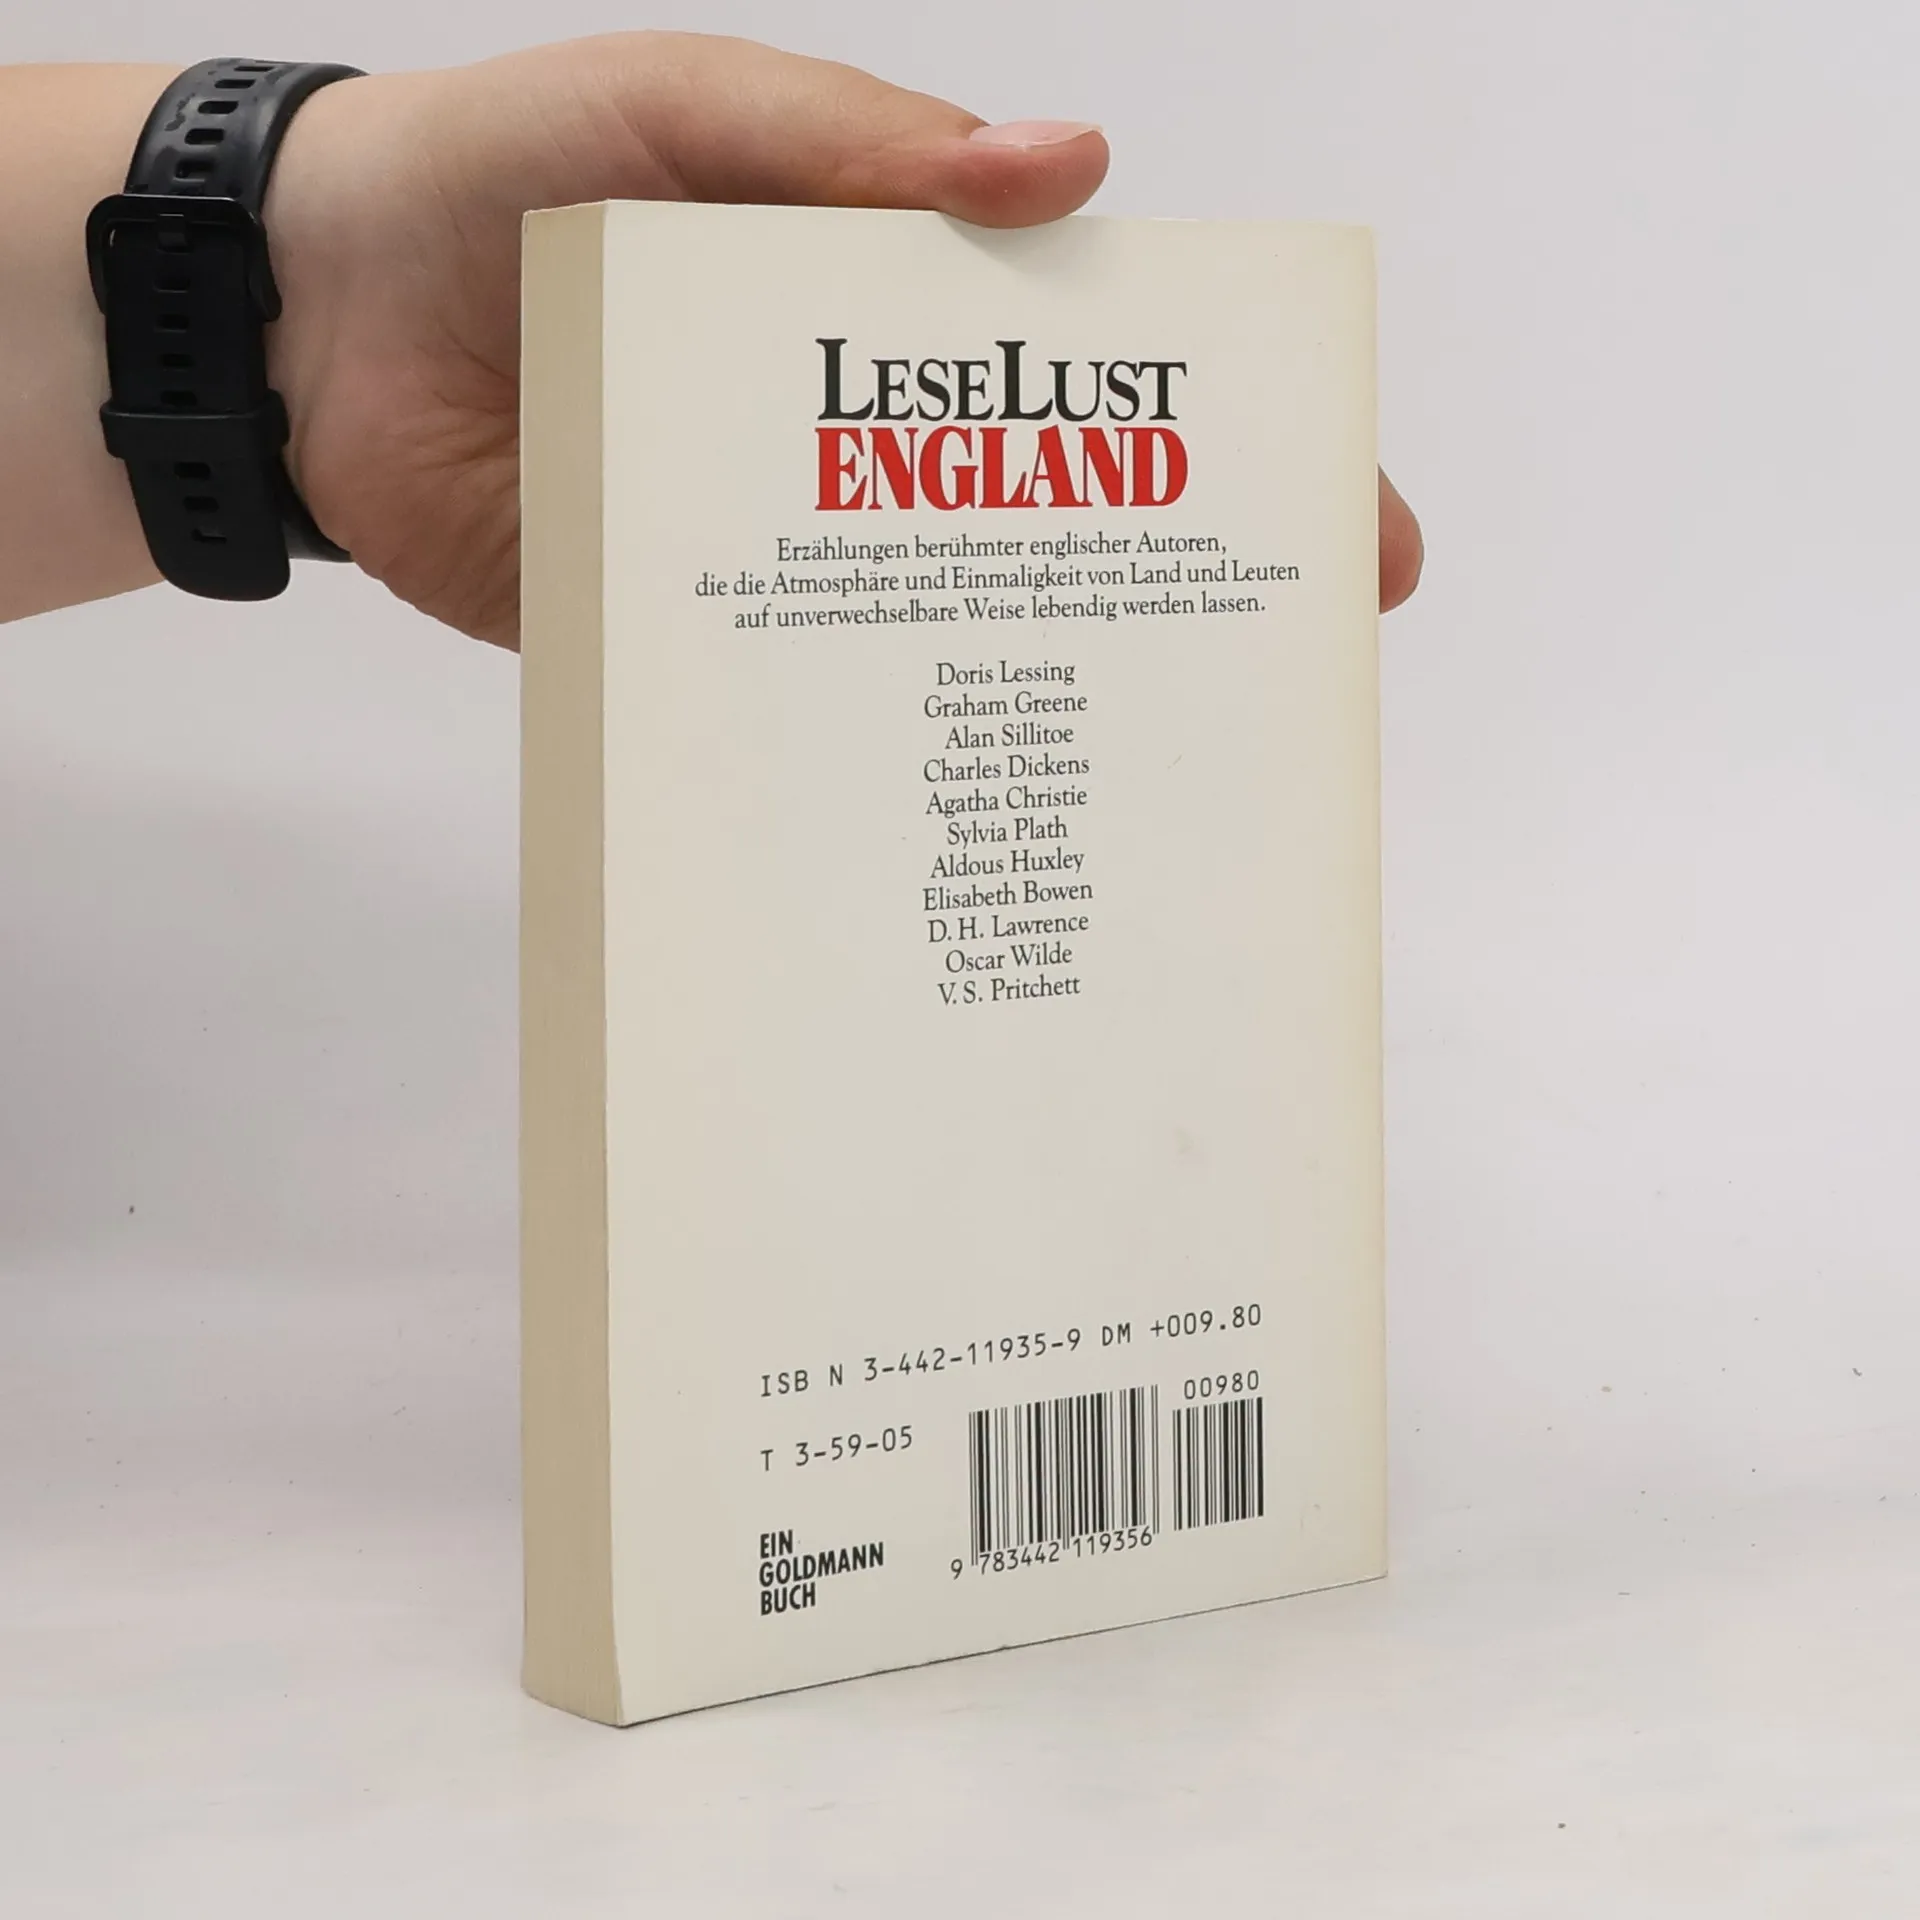 LESELUST
ENGLAND
Erzählungen berühmter englischer Autoren,
die die Atmosphäre und Einmaligkeit von Land und Leuten
auf unverwechselbare Weise lebendig werden lassen.
Doris Lessing
Graham Greene
Alan Sillitoe
Charles Dickens
Agatha Christie
Sylvia Plath
Aldous Huxley
Elisabeth Bowen
D. H. Lawrence
Oscar Wilde
V. S. Pritchett
ISB N 3-442-11935-9 DM +009.80
00980
T 3-59-05
9 783442 119356
EIN
GOLDMANN
BUCH